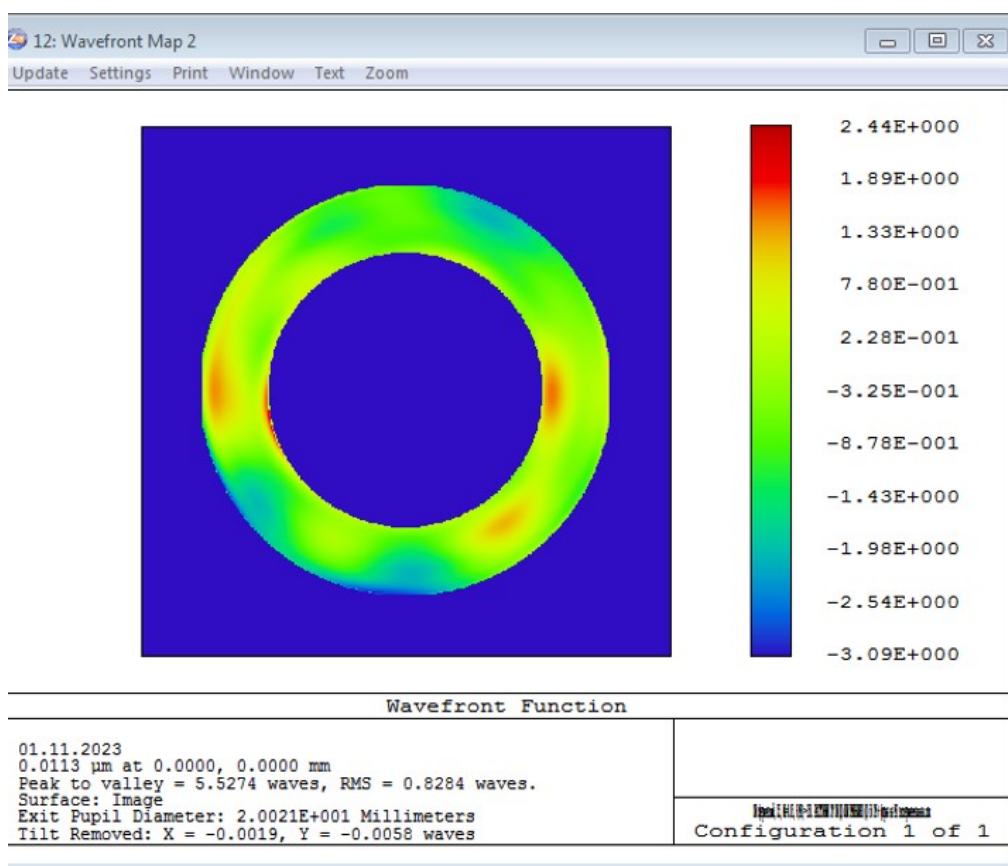 12: Wavefront Map 2
Update Settings Print Window Text Zoom
2.44E+000
1.89E+000
1.33E+000
7.80E-001
2.28E-001
-3.25E-001
-8.78E-001
-1.43E+000
-1.98E+000
-2.54E+000
-3.09E+000
Wavefront Function
01.11.2023
0.0113 µm at 0.0000, 0.0000 mm
Peak to valley = 5.5274 waves, RMS = 0.8284 waves.
Surface: Image
Exit Pupil Diameter: 2.0021E+001 Millimeters
Tilt Removed: X = -0.0019, Y = -0.0058 waves
Configuration 1 of 1